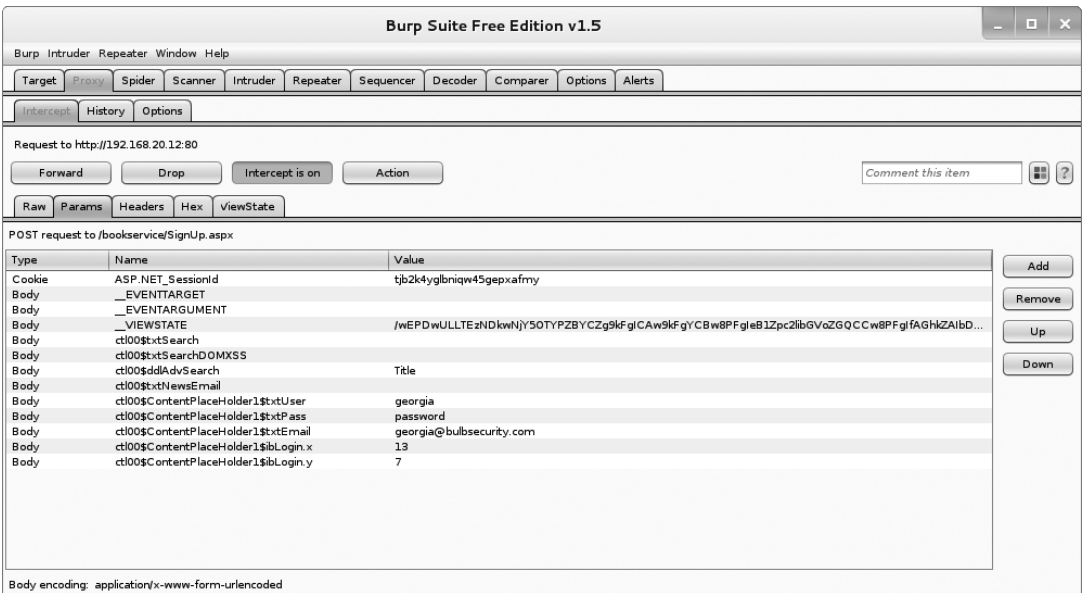 Burp Suite Free Edition v1.5
Burp Intruder Repeater Window Help
Target Proxy Spider Scanner Intruder Repeater Sequencer Decoder Comparer Options Alerts
Intercept History Options
Request to http://192.168.20.12:80
Forward Drop Intercept is on Action Comment this item ?
Raw Params Headers Hex ViewState
POST request to /bookservice/SignUp.aspx
Type Name Value
Add
Cookie ASP.NET_SessionId tjb2k4yglbniqw45gepxafmy
Body __EVENTTARGET
Remove
Body __EVENTARGUMENT
Body __VIEWSTATE /wEPDwULLTEzNDkwNjY5OTYPZBYCZg9kFgICAw9kFgYCBw8PFgIeB1Zpc2libGVoZGQCCw8PFgIfAGhkZAIbD...
Up
Body ctl00$txtSearch
Body ctl00$txtSearchDOMXSS
Down
Body ctl00$ddlAdvSearch Title
Body ctl00$txtNewsEmail
Body ctl00$ContentPlaceHolder1$txtUser georgia
Body ctl00$ContentPlaceHolder1$txtPass password
Body ctl00$ContentPlaceHolder1$txtEmail georgia@bulbsecurity.com
Body ctl00$ContentPlaceHolder1$ibLogin.x 13
Body ctl00$ContentPlaceHolder1$ibLogin.y 7
Body encoding: application/x-www-form-urlencoded